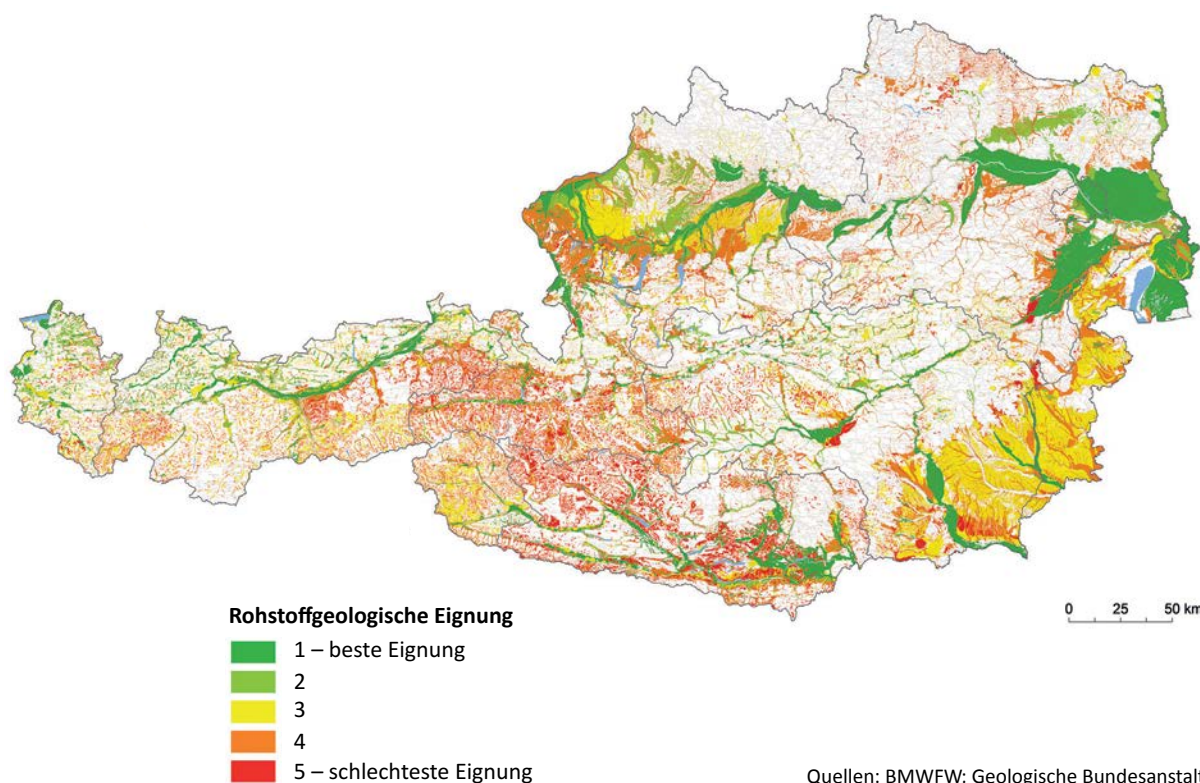 Rohstoffgeologische Eignung
1 – beste Eignung
2
3
4
5 – schlechteste Eignung
0 25 50 km
Quellen: BMWFW; Geologische Bundesanstalt